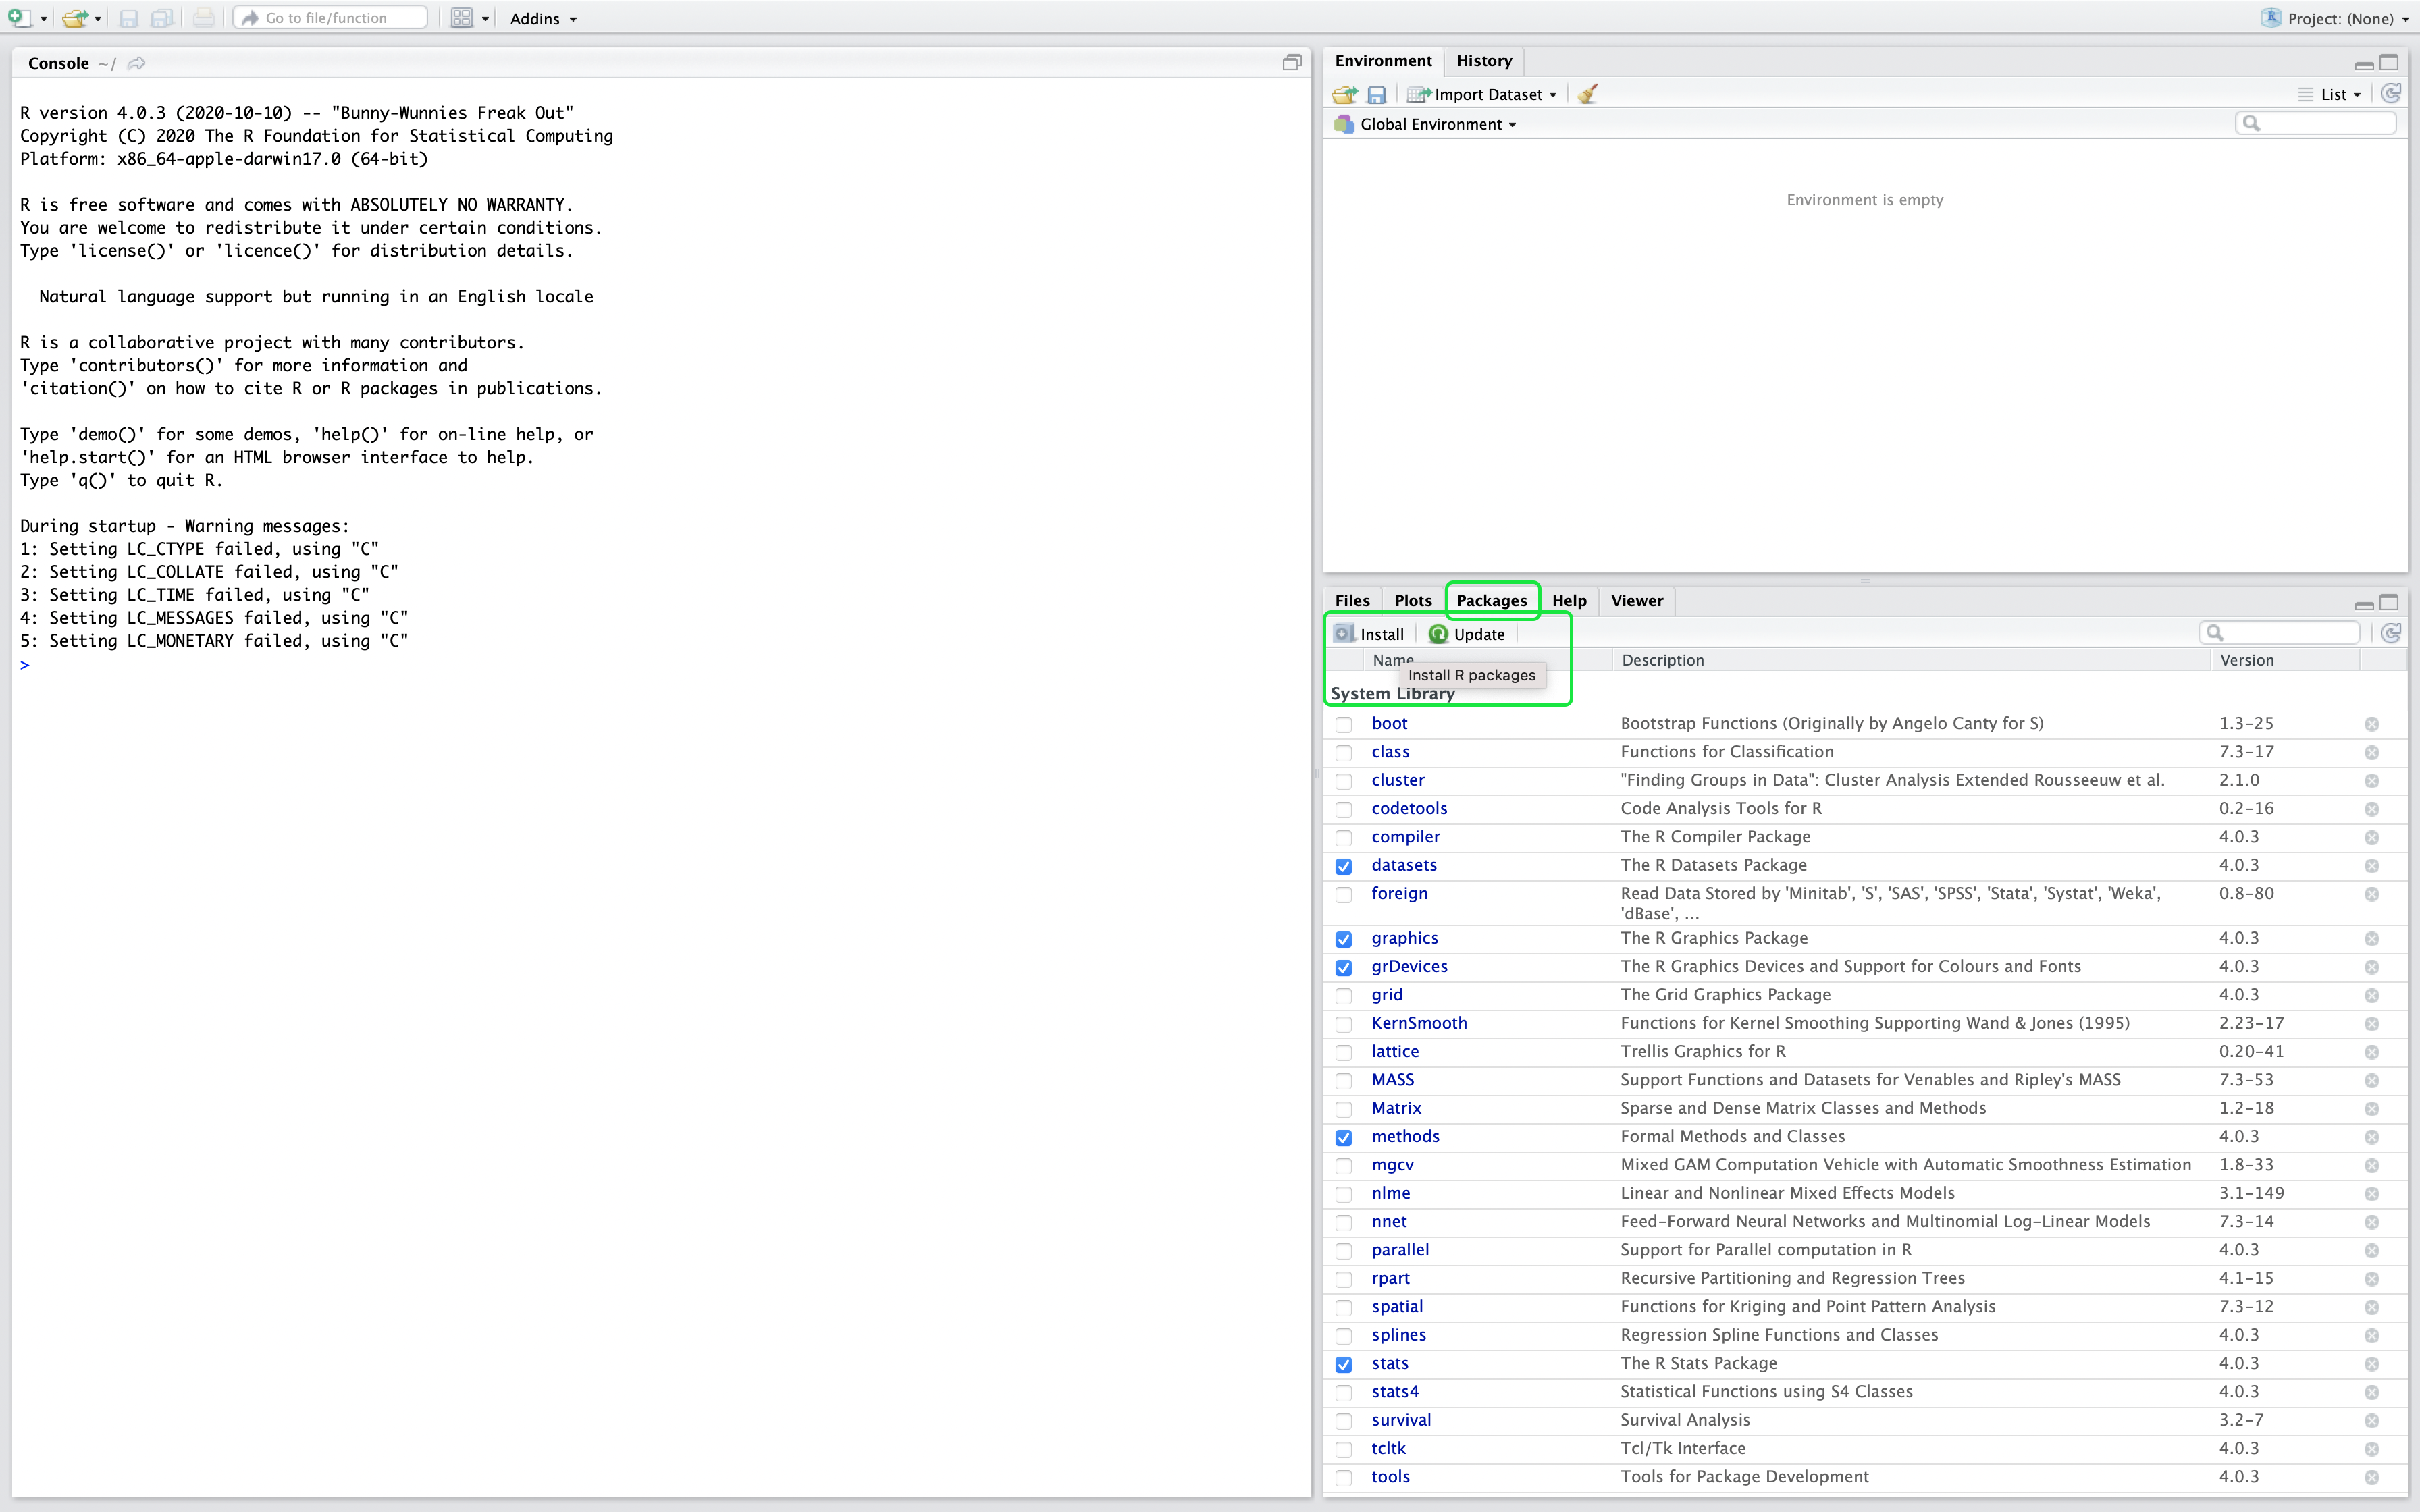 Go to file/function
Addins
Project: (None)
Console ~/
R version 4.0.3 (2020-10-10) -- "Bunny-Wunnies Freak Out"
Copyright (C) 2020 The R Foundation for Statistical Computing
Platform: x86_64-apple-darwin17.0 (64-bit)
R is free software and comes with ABSOLUTELY NO WARRANTY.
You are welcome to redistribute it under certain conditions.
Type 'license()' or 'licence()' for distribution details.
Natural language support but running in an English locale
R is a collaborative project with many contributors.
Type 'contributors()' for more information and
'citation()' on how to cite R or R packages in publications.
Type 'demo()' for some demos, 'help()' for on-line help, or
'help.start()' for an HTML browser interface to help.
Type 'q()' to quit R.
During startup - Warning messages:
1: Setting LC_CTYPE failed, using "C"
2: Setting LC_COLLATE failed, using "C"
3: Setting LC_TIME failed, using "C"
4: Setting LC_MESSAGES failed, using "C"
5: Setting LC_MONETARY failed, using "C"
>
Environment History
Import Dataset
List
Global Environment
Environment is empty
Files Plots Packages Help Viewer
Install Update
Name Description Version
Install R packages
System Library
boot Bootstrap Functions (Originally by Angelo Canty for S) 1.3-25
class Functions for Classification 7.3-17
cluster "Finding Groups in Data": Cluster Analysis Extended Rousseeuw et al. 2.1.0
codetools Code Analysis Tools for R 0.2-16
compiler The R Compiler Package 4.0.3
datasets The R Datasets Package 4.0.3
foreign Read Data Stored by 'Minitab', 'S', 'SAS', 'SPSS', 'Stata', 'Systat', 'Weka', 0.8-80
'dBase', ...
graphics The R Graphics Package 4.0.3
grDevices The R Graphics Devices and Support for Colours and Fonts 4.0.3
grid The Grid Graphics Package 4.0.3
KernSmooth Functions for Kernel Smoothing Supporting Wand & Jones (1995) 2.23-17
lattice Trellis Graphics for R 0.20-41
MASS Support Functions and Datasets for Venables and Ripley's MASS 7.3-53
Matrix Sparse and Dense Matrix Classes and Methods 1.2-18
methods Formal Methods and Classes 4.0.3
mgcv Mixed GAM Computation Vehicle with Automatic Smoothness Estimation 1.8-33
nlme Linear and Nonlinear Mixed Effects Models 3.1-149
nnet Feed-Forward Neural Networks and Multinomial Log-Linear Models 7.3-14
parallel Support for Parallel computation in R 4.0.3
rpart Recursive Partitioning and Regression Trees 4.1-15
spatial Functions for Kriging and Point Pattern Analysis 7.3-12
splines Regression Spline Functions and Classes 4.0.3
stats The R Stats Package 4.0.3
stats4 Statistical Functions using S4 Classes 4.0.3
survival Survival Analysis 3.2-7
tcltk Tcl/Tk Interface 4.0.3
tools Tools for Package Development 4.0.3